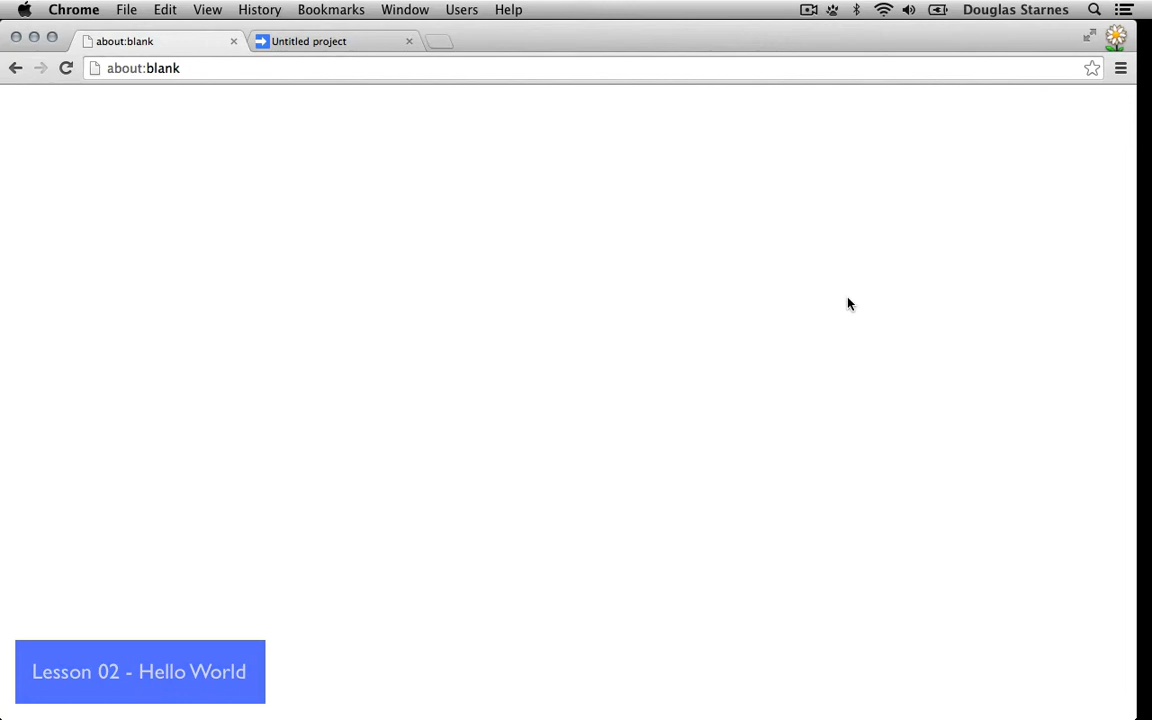 Chrome File Edit View History Bookmarks Window Users Help Douglas Starnes
about:blank Untitled project
about:blank
Lesson 02 - Hello World